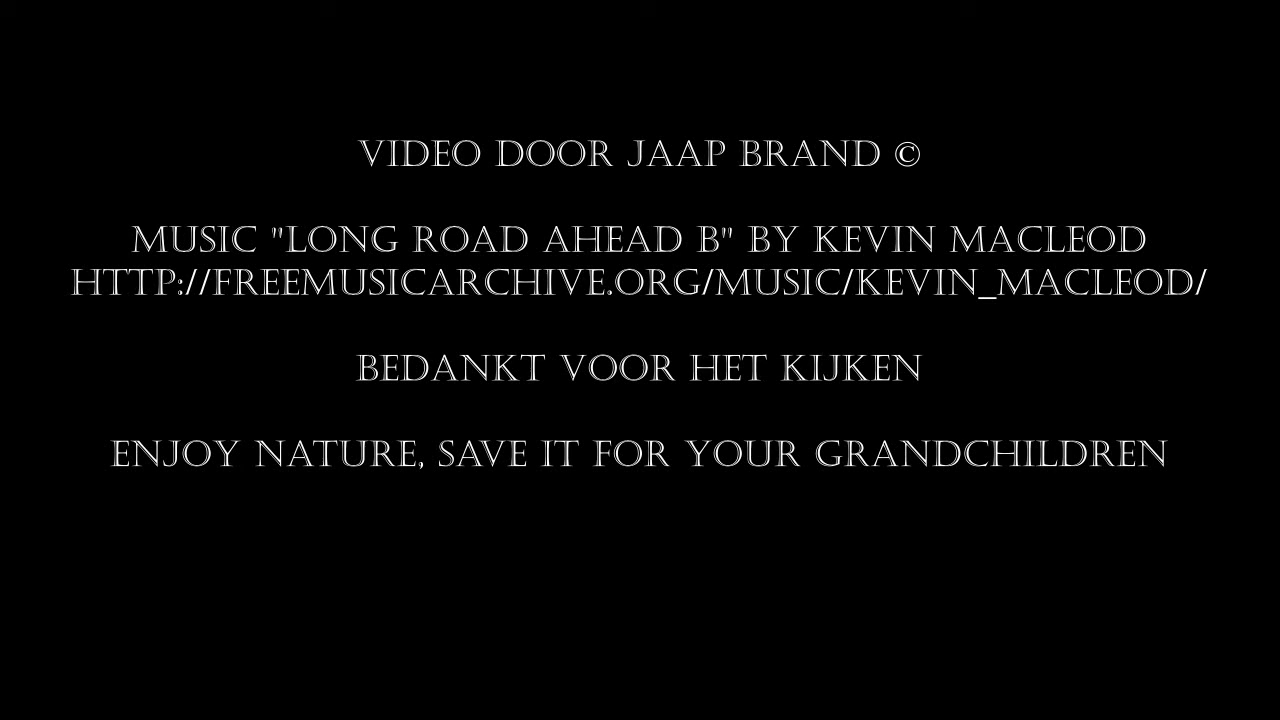 VIDEO DOOR JAAP BRAND ©
MUSIC "LONG ROAD AHEAD B" BY KEVIN MACLEOD
HTTP://FREEMUSICARCHIVE.ORG/MUSIC/KEVIN_MACLEOD/
BEDANKT VOOR HET KIJKEN
ENJOY NATURE, SAVE IT FOR YOUR GRANDCHILDREN